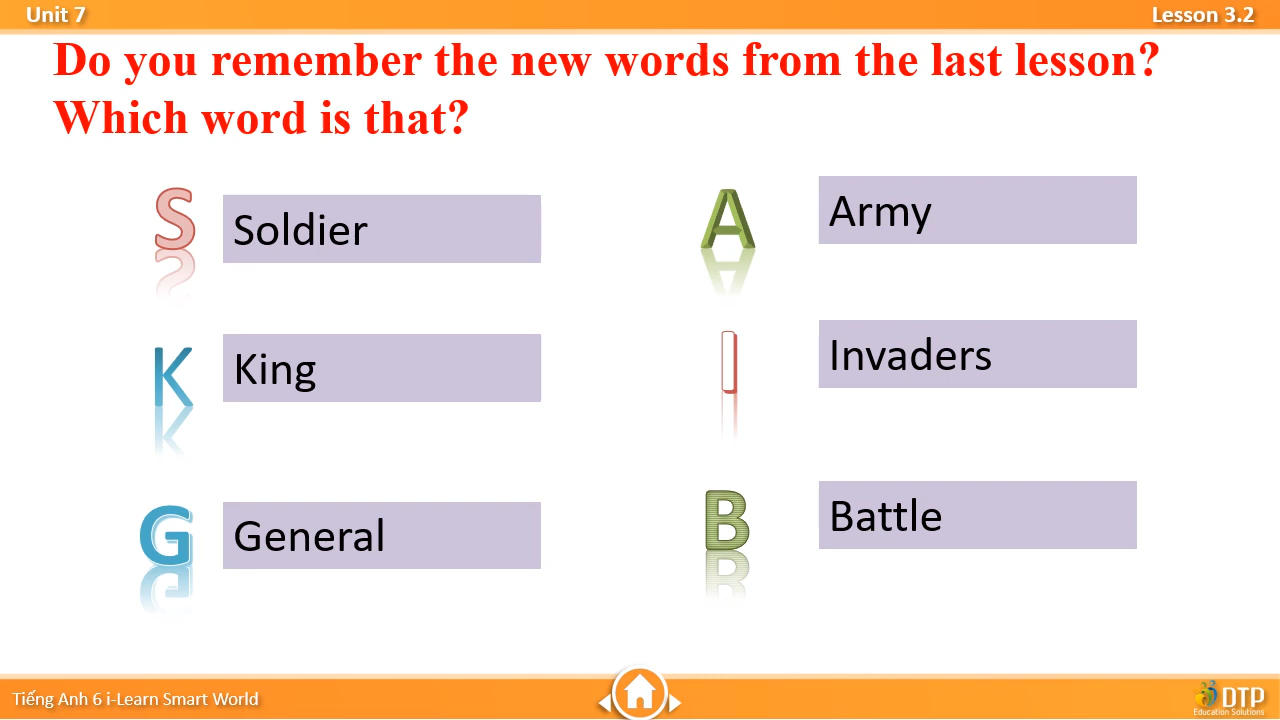 Unit 7
Lesson 3.2
Do you remember the new words from the last lesson?
Which word is that?
S
Soldier
A
Army
K
King
I
Invaders
G
General
B
Battle
Tiếng Anh 6 i-Learn Smart World
DTP
Education Solutions